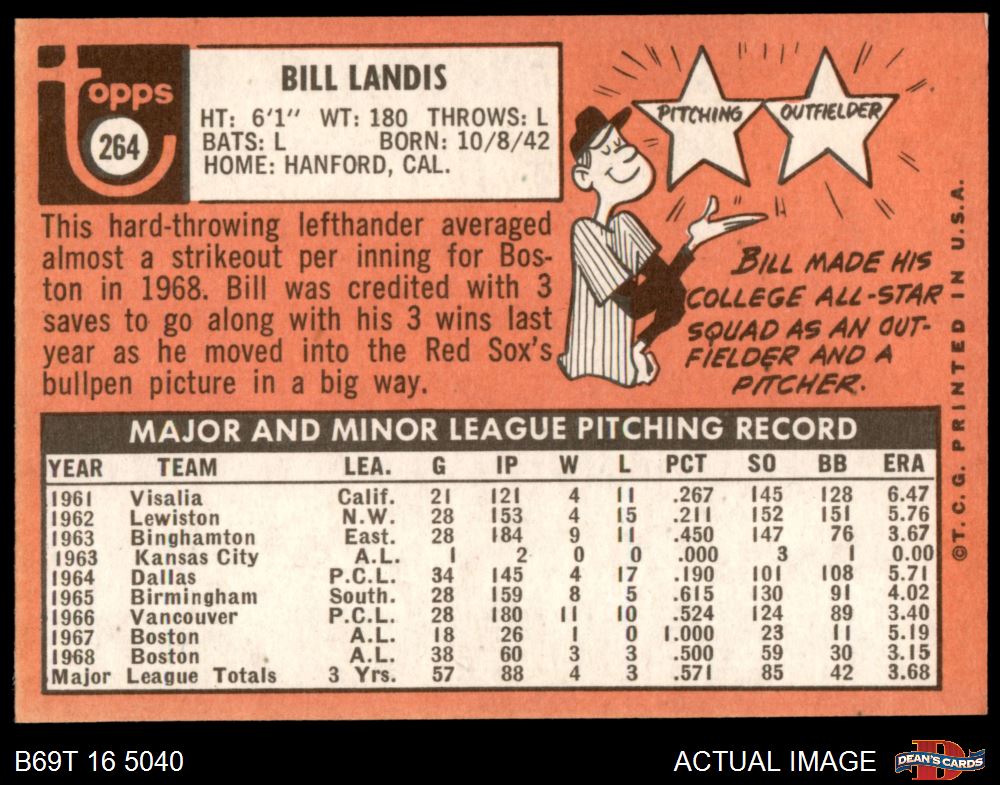 topps
264
BILL LANDIS
HT: 6'1" WT: 180 THROWS: L
BATS: L BORN: 10/8/42
HOME: HANFORD, CAL.
This hard-throwing lefthander averaged
almost a strikeout per inning for Bos-
ton in 1968. Bill was credited with 3
saves to go along with his 3 wins last
year as he moved into the Red Sox's
bullpen picture in a big way.
PITCHING OUTFIELDER
BILL MADE HIS
COLLEGE ALL-STAR
SQUAD AS AN OUT-
FIELDER AND A
PITCHER.
MAJOR AND MINOR LEAGUE PITCHING RECORD
YEAR TEAM LEA. G IP W L PCT SO BB ERA
1961 Visalia Calif. 21 121 4 11 .267 145 128 6.47
1962 Lewiston N.W. 28 153 4 15 .211 152 151 5.76
1963 Binghamton East. 28 184 9 11 .450 147 76 3.67
1963 Kansas City A.L. 1 2 0 0 .000 3 1 0.00
1964 Dallas P.C.L. 34 145 4 17 .190 101 108 5.71
1965 Birmingham South. 28 159 8 5 .615 130 91 4.02
1966 Vancouver P.C.L. 28 180 11 10 .524 124 89 3.40
1967 Boston A.L. 18 26 1 0 1.000 23 11 5.19
1968 Boston A.L. 38 60 3 3 .500 59 30 3.15
Major League Totals 3 Yrs. 57 88 4 3 .571 85 42 3.68
©T.C.G. PRINTED IN U.S.A.
B69T 16 5040
ACTUAL IMAGE
D
DEAN'S CARDS